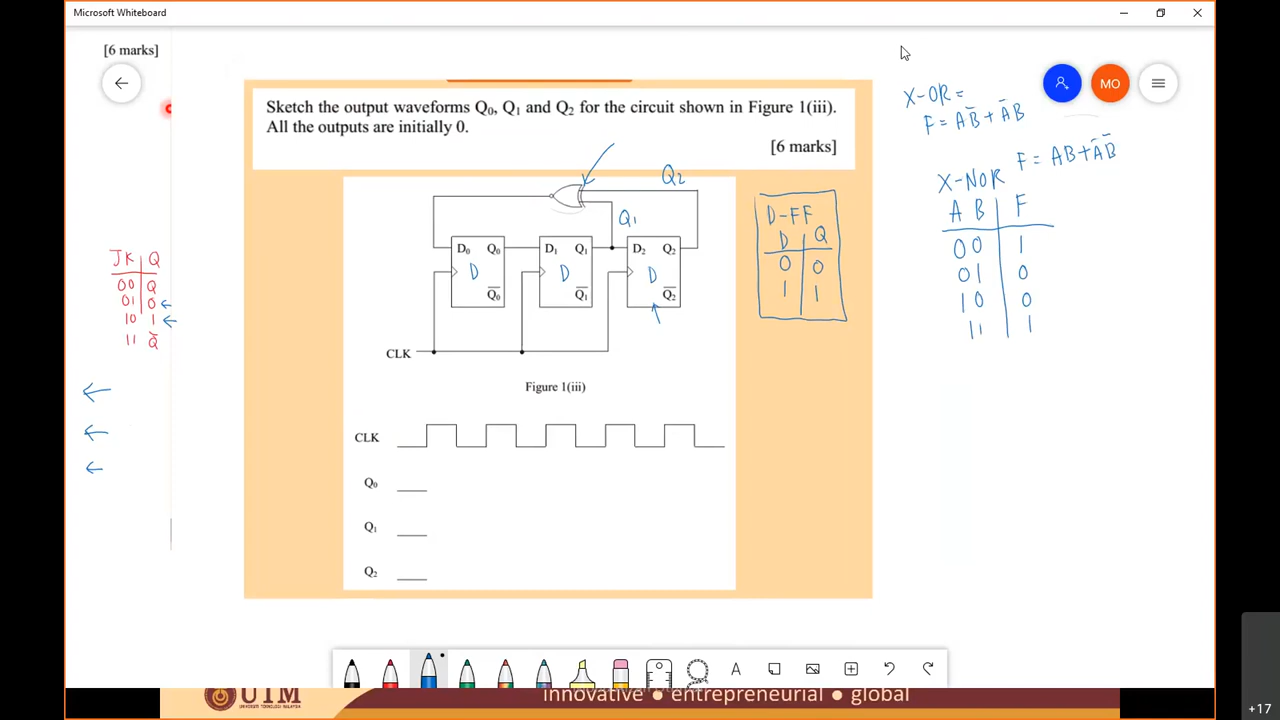 Microsoft Whiteboard
[6 marks]
MO
Sketch the output waveforms Q₀, Q₁ and Q₂ for the circuit shown in Figure 1(iii).
All the outputs are initially 0.
[6 marks]
X-OR =
F = AB̄ + ĀB
F = AB + ĀB̄
X-NOR
A B | F
0 0 | 1
0 1 | 0
1 0 | 0
1 1 | 1
Q2
Q1
D₀ Q₀ D₁ Q₁ D₂ Q₂
D D D
Q̅₀ Q̅₁ Q̅₂
CLK
Figure 1(iii)
D-FF
D | Q
0 | 0
1 | 1
JK | Q
00 | Q
01 | 0
10 | 1
11 | Q̄
CLK
Q₀
Q₁
Q₂
A
UTM
UNIVERSITI TEKNOLOGI MALAYSIA
innovative ● entrepreneurial ● global
+17